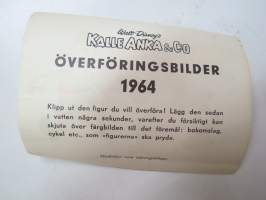 Walt Disney's
KALLE ANKA & Co
ÖVERFÖRINGSBILDER
1964
Klipp ut den figur du vill överföra! Lägg den sedan
i vatten några sekunder, varefter du försiktigt kan
skjuta över färgbilden till det föremål: bokomslag,
cykel etc., som »figurerna» ska pryda.